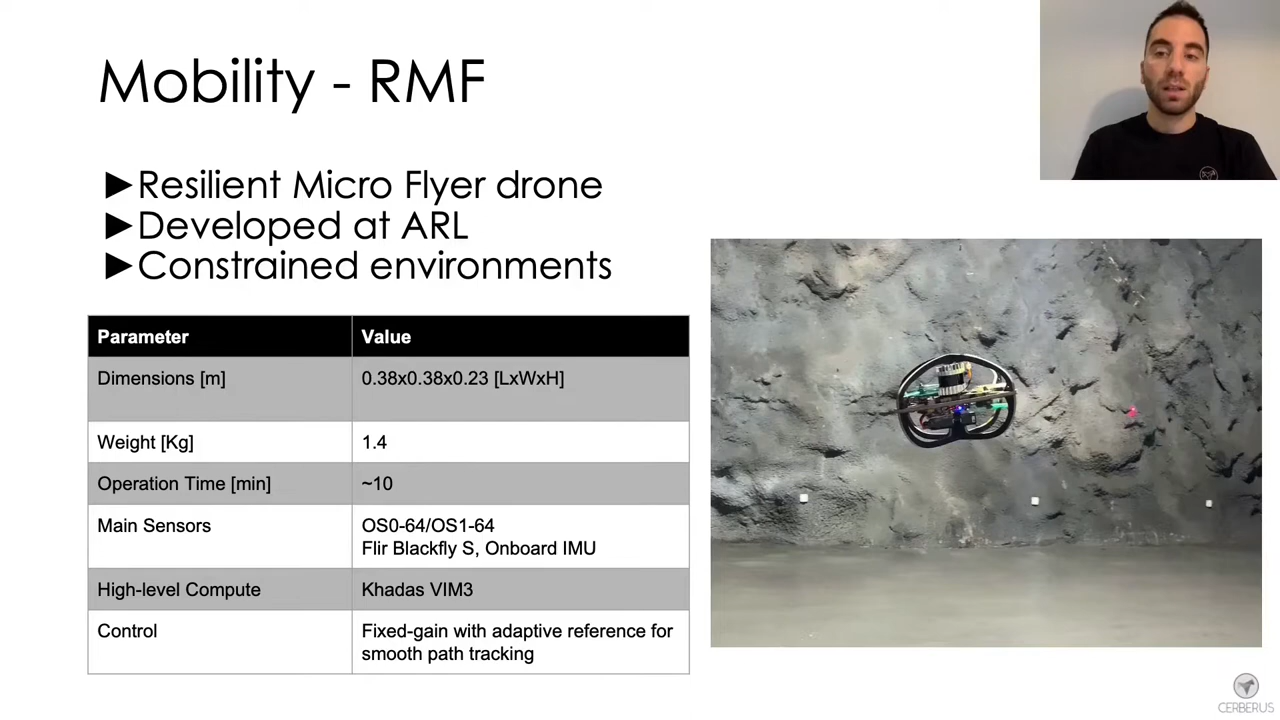 Mobility - RMF
►Resilient Micro Flyer drone
►Developed at ARL
►Constrained environments
Parameter Value
Dimensions [m] 0.38x0.38x0.23 [LxWxH]
Weight [Kg] 1.4
Operation Time [min] ~10
Main Sensors OS0-64/OS1-64
Flir Blackfly S, Onboard IMU
High-level Compute Khadas VIM3
Control Fixed-gain with adaptive reference for
smooth path tracking
CERBERUS